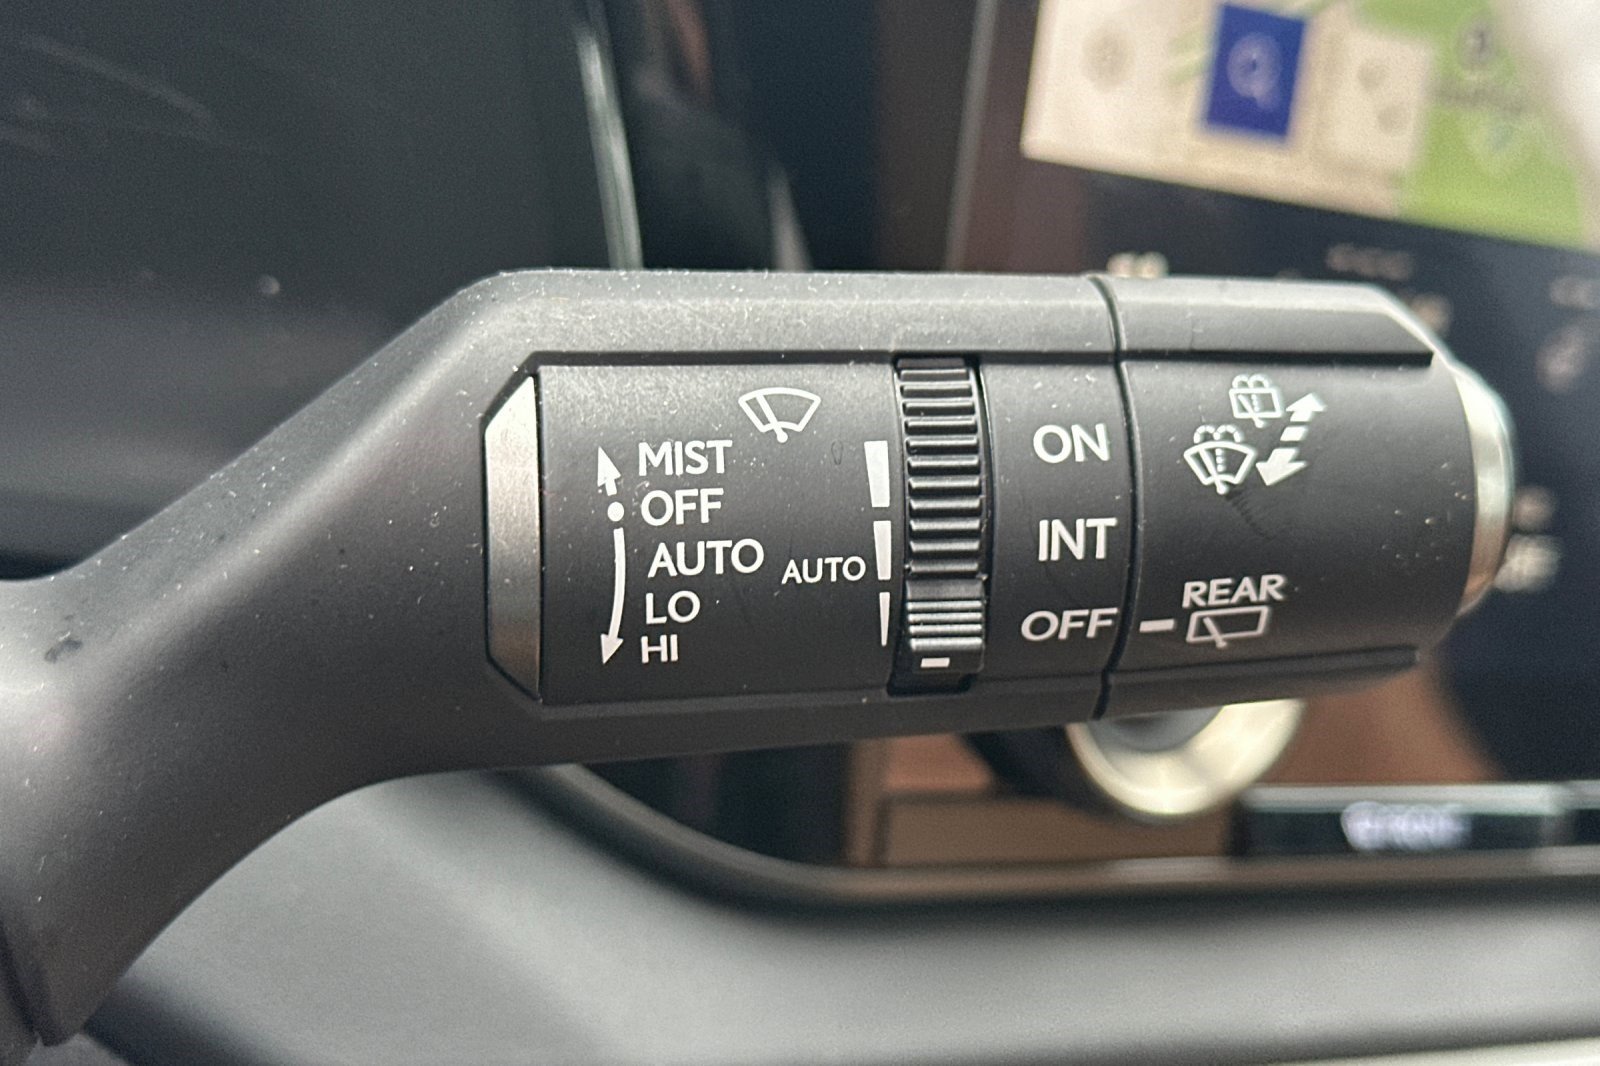 MIST
OFF
AUTO
LO
HI
AUTO
ON
INT
OFF
REAR